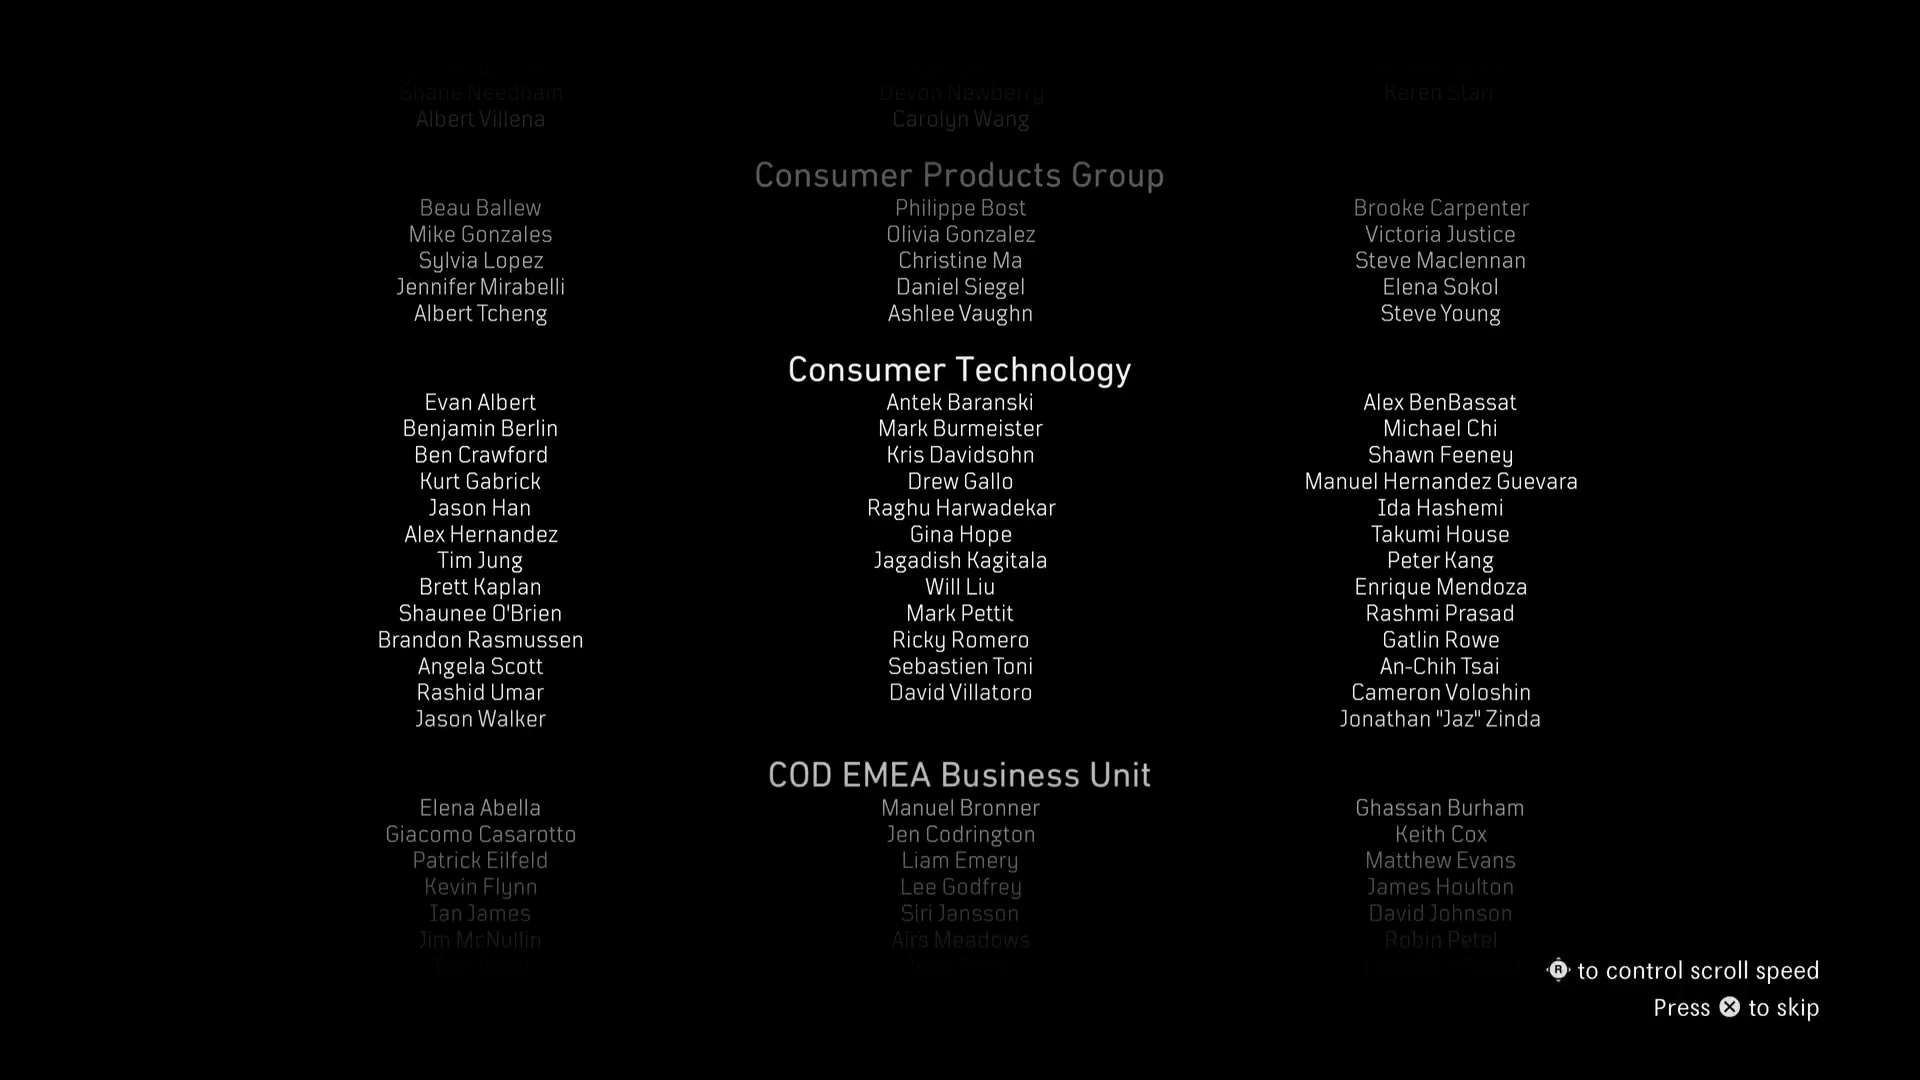 Shane Needham Devon Newberry Karen Starr
Albert Villena Carolyn Wang
Consumer Products Group
Beau Ballew Philippe Bost Brooke Carpenter
Mike Gonzales Olivia Gonzalez Victoria Justice
Sylvia Lopez Christine Ma Steve Maclennan
Jennifer Mirabelli Daniel Siegel Elena Sokol
Albert Tcheng Ashlee Vaughn Steve Young
Consumer Technology
Evan Albert Antek Baranski Alex BenBassat
Benjamin Berlin Mark Burmeister Michael Chi
Ben Crawford Kris Davidsohn Shawn Feeney
Kurt Gabrick Drew Gallo Manuel Hernandez Guevara
Jason Han Raghu Harwadekar Ida Hashemi
Alex Hernandez Gina Hope Takumi House
Tim Jung Jagadish Kagitala Peter Kang
Brett Kaplan Will Liu Enrique Mendoza
Shaunee O'Brien Mark Pettit Rashmi Prasad
Brandon Rasmussen Ricky Romero Gatlin Rowe
Angela Scott Sebastien Toni An-Chih Tsai
Rashid Umar David Villatoro Cameron Voloshin
Jason Walker Jonathan "Jaz" Zinda
COD EMEA Business Unit
Elena Abella Manuel Bronner Ghassan Burham
Giacomo Casarotto Jen Codrington Keith Cox
Patrick Eilfeld Liam Emery Matthew Evans
Kevin Flynn Lee Godfrey James Houlton
Ian James Siri Jansson David Johnson
Jim McNullin Airs Meadows Robin Petel
R to control scroll speed
Press X to skip